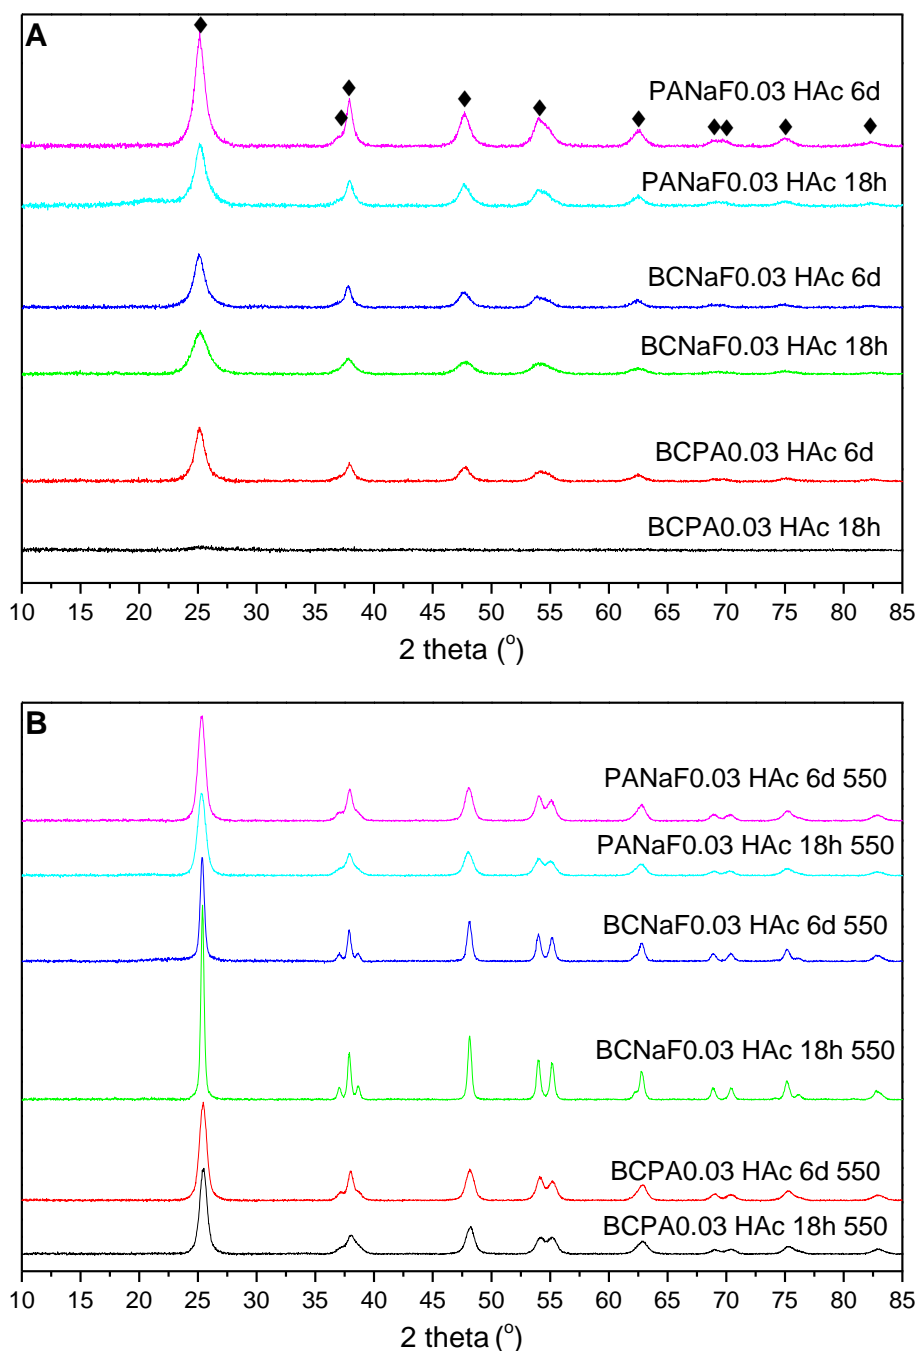 A
PANaF0.03 HAc 6d
PANaF0.03 HAc 18h
BCNaF0.03 HAc 6d
BCNaF0.03 HAc 18h
BCPA0.03 HAc 6d
BCPA0.03 HAc 18h
10 15 20 25 30 35 40 45 50 55 60 65 70 75 80 85
2 theta (o)
B
PANaF0.03 HAc 6d 550
PANaF0.03 HAc 18h 550
BCNaF0.03 HAc 6d 550
BCNaF0.03 HAc 18h 550
BCPA0.03 HAc 6d 550
BCPA0.03 HAc 18h 550
10 15 20 25 30 35 40 45 50 55 60 65 70 75 80 85
2 theta (o)